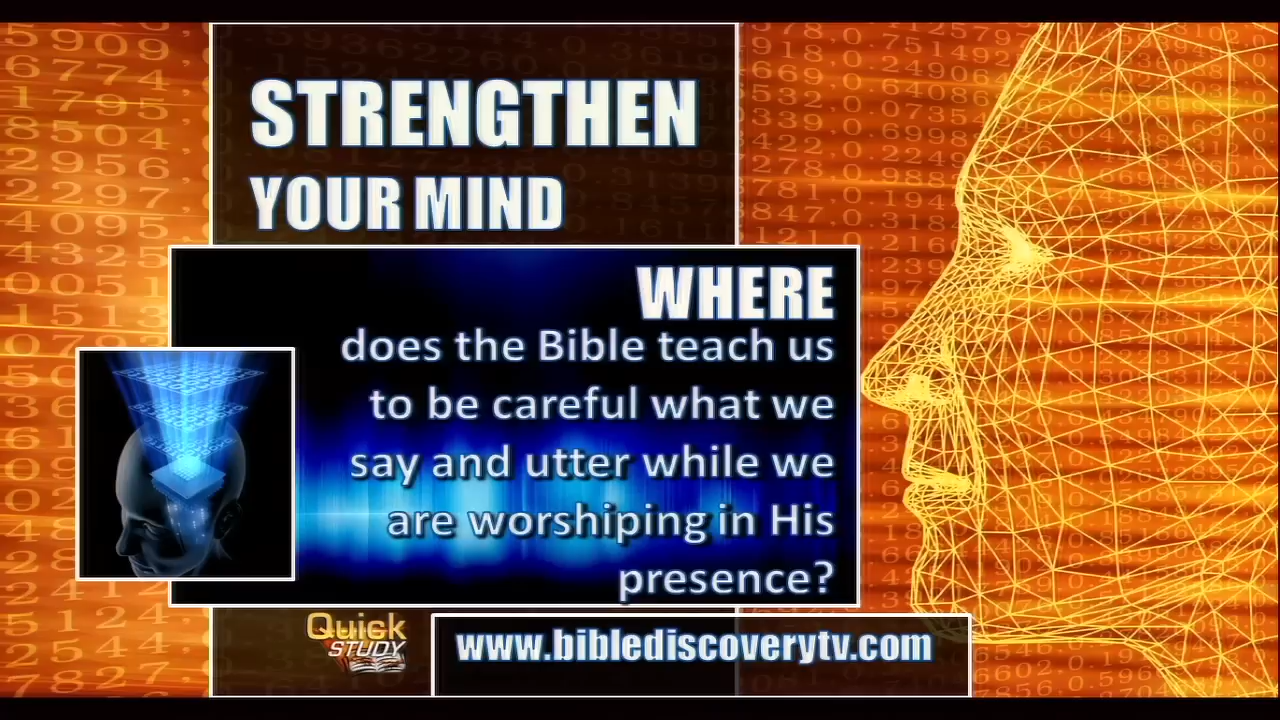 STRENGTHEN
YOUR MIND
WHERE
does the Bible teach us
to be careful what we
say and utter while we
are worshiping in His
presence?
Quick
STUDY
www.biblediscoverytv.com